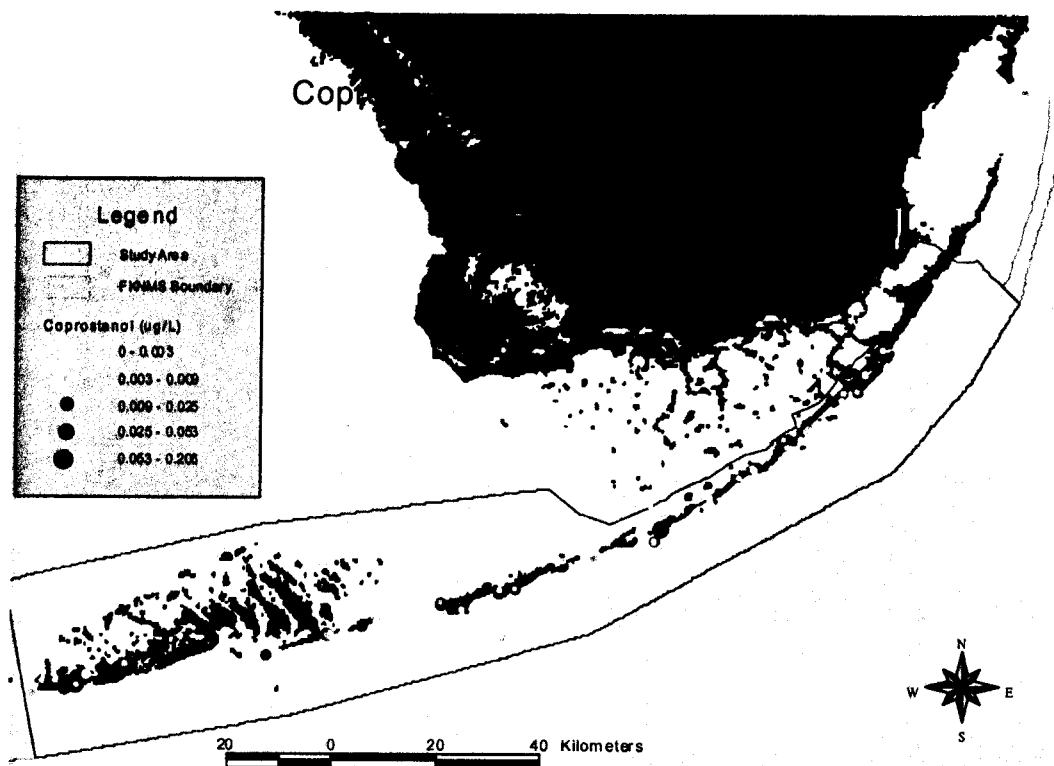 Legend
Study Area
FKNMS Boundary
Coprostanol (ug/L)
0 - 0.003
0.003 - 0.009
0.009 - 0.025
0.025 - 0.053
0.053 - 0.205
N
W E
S
20 0 20 40 Kilometers